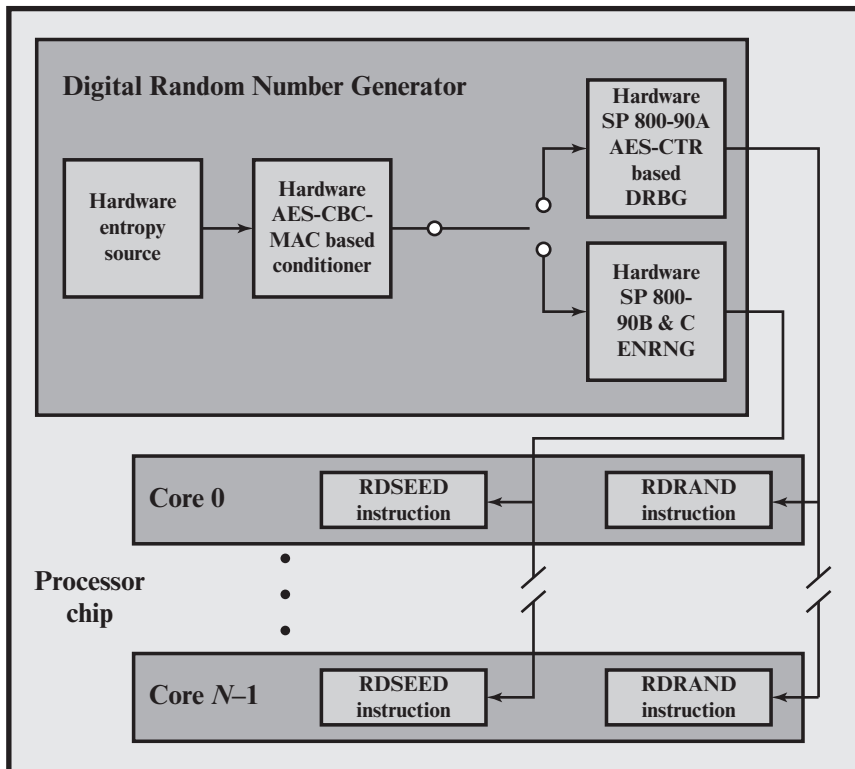 Digital Random Number Generator
Hardware
entropy
source
Hardware
AES-CBC-
MAC based
conditioner
Hardware
SP 800-90A
AES-CTR
based
DRBG
Hardware
SP 800-
90B & C
ENRNG
Core 0
RDSEED
instruction
RDRAND
instruction
Processor
chip
Core N–1
RDSEED
instruction
RDRAND
instruction